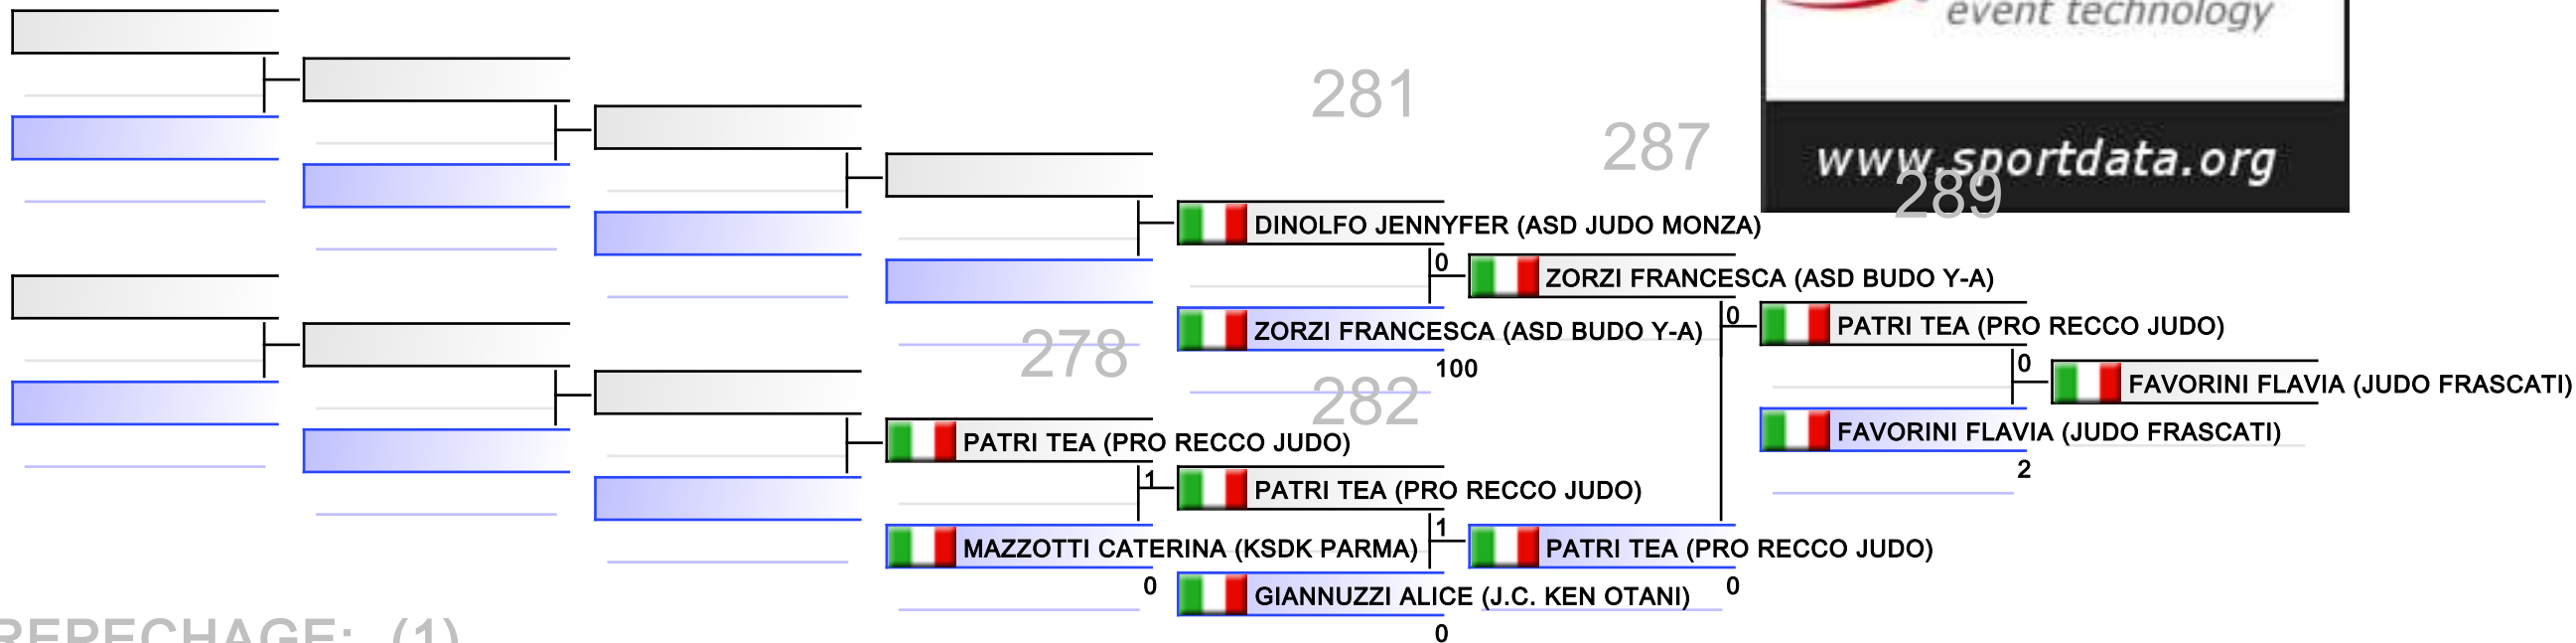 event technology
www.sportdata.org
281
287
289
DINOLFO JENNYFER (ASD JUDO MONZA)
0
ZORZI FRANCESCA (ASD BUDO Y-A)
ZORZI FRANCESCA (ASD BUDO Y-A)
100
0
PATRI TEA (PRO RECCO JUDO)
0
FAVORINI FLAVIA (JUDO FRASCATI)
FAVORINI FLAVIA (JUDO FRASCATI)
2
278
282
PATRI TEA (PRO RECCO JUDO)
1
PATRI TEA (PRO RECCO JUDO)
MAZZOTTI CATERINA (KSDK PARMA)
0
1
PATRI TEA (PRO RECCO JUDO)
0
GIANNUZZI ALICE (J.C. KEN OTANI)
0
REPECHAGE: (1)